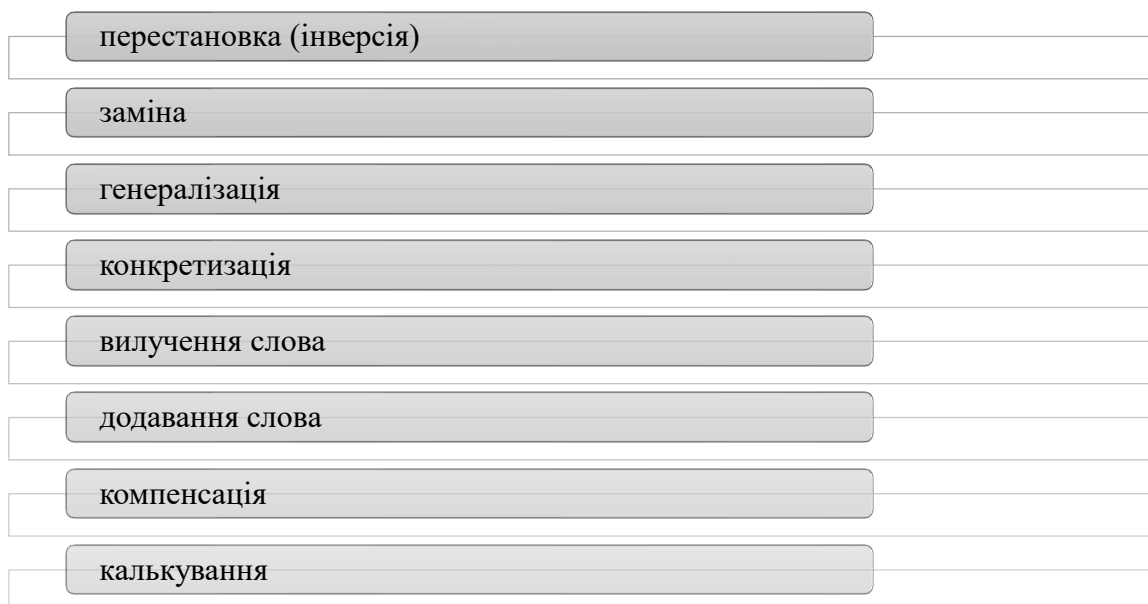 перестановка (інверсія)
заміна
генералізація
конкретизація
вилучення слова
додавання слова
компенсація
калькування